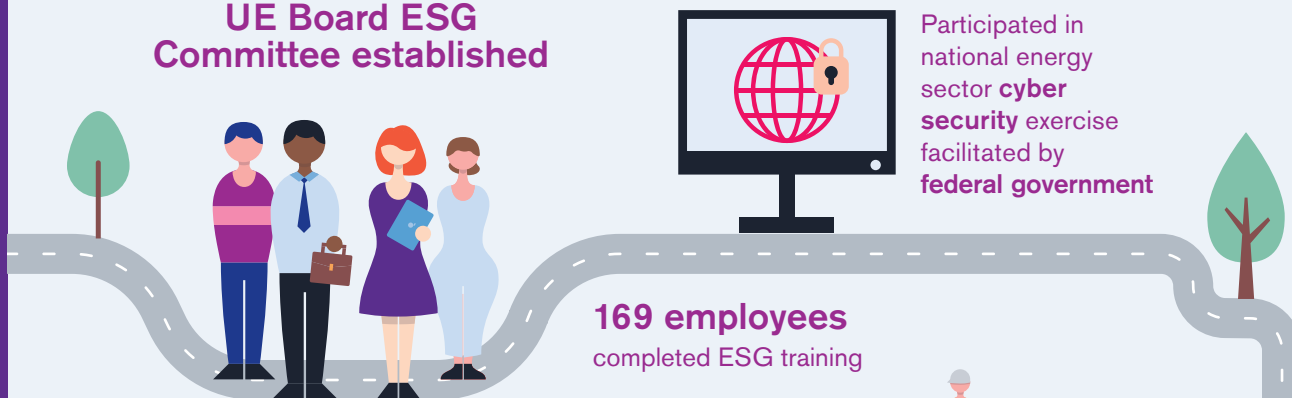 UE Board ESG
Committee established
Participated in
national energy
sector cyber
security exercise
facilitated by
federal government
169 employees
completed ESG training